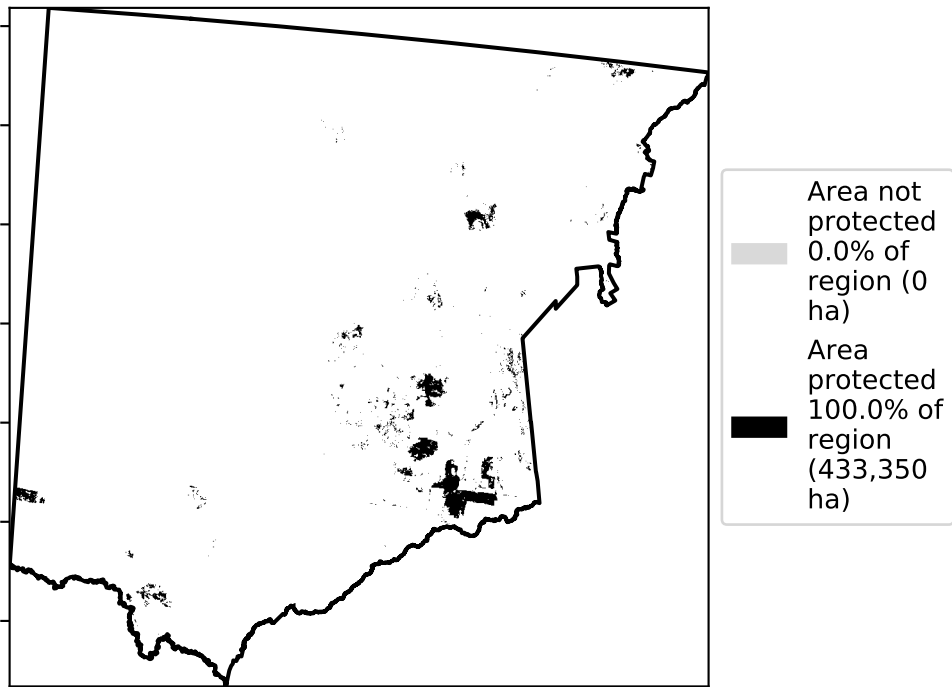 Area not
protected
0.0% of
region (0
ha)
Area
protected
100.0% of
region
(433,350
ha)